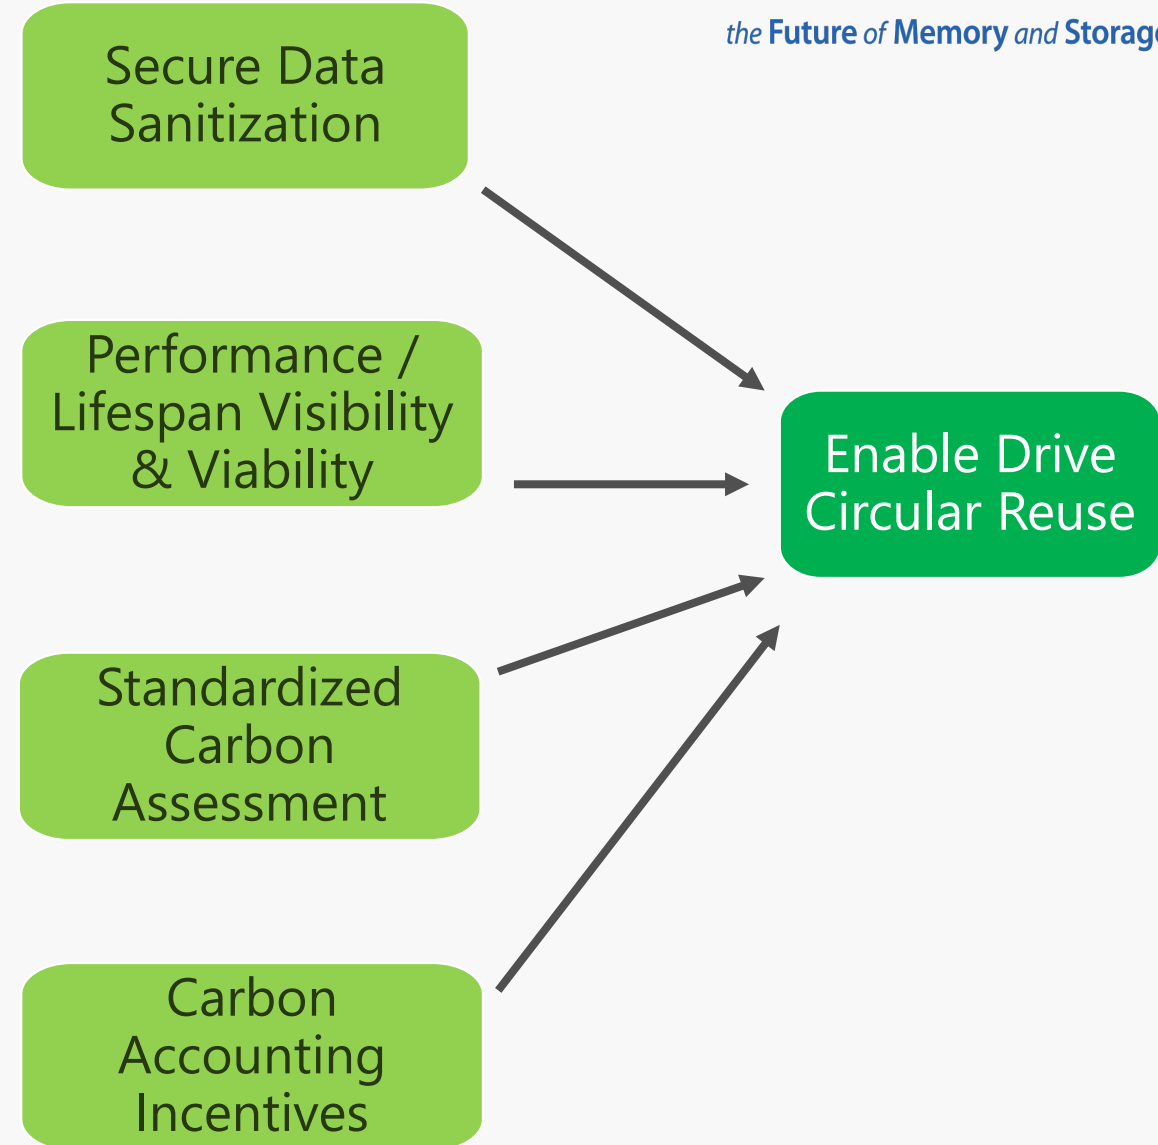 the Future of Memory and Storage
Secure Data
Sanitization
Performance /
Lifespan Visibility
& Viability
Enable Drive
Circular Reuse
Standardized
Carbon
Assessment
Carbon
Accounting
Incentives